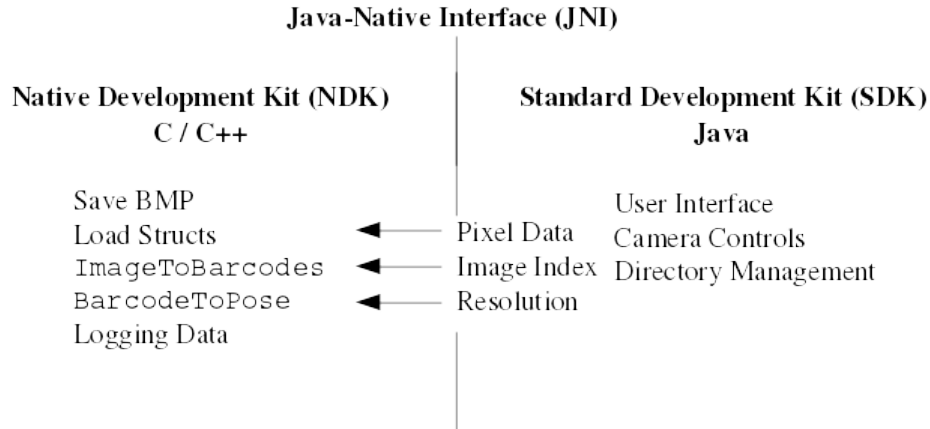 Java-Native Interface (JNI)
Native Development Kit (NDK)
C / C++
Save BMP
Load Structs
ImageToBarcodes
BarcodeToPose
Logging Data
Pixel Data
Image Index
Resolution
Standard Development Kit (SDK)
Java
User Interface
Camera Controls
Directory Management